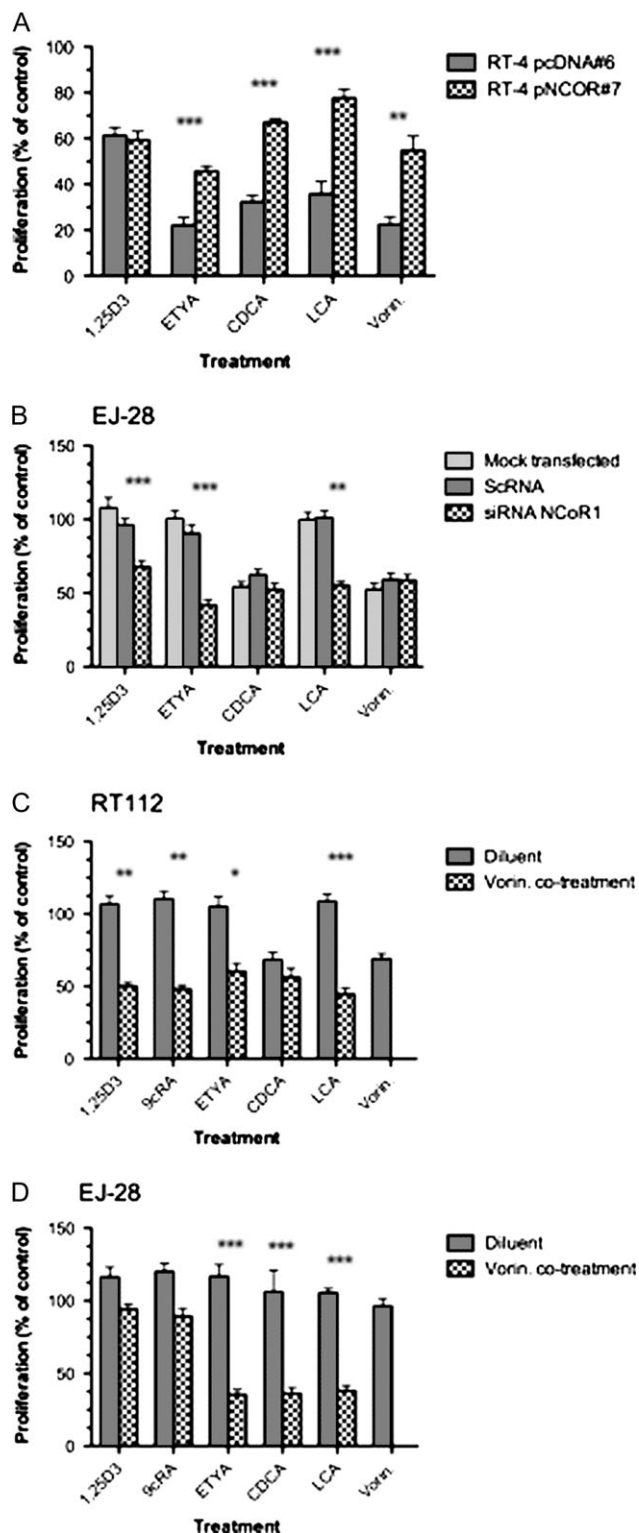 A
***
***
***
**
100
80
60
40
20
0
Proliferation (% of control)
1,25D3
ETYA
CDCA
LCA
Vorin.
Treatment
RT-4 pcDNA#6
RT-4 pNCOR#7
B EJ-28
***
***
**
150
100
50
0
Proliferation (% of control)
1,25D3
ETYA
CDCA
LCA
Vorin.
Treatment
Mock transfected
ScRNA
siRNA NCoR1
C RT112
**
**
*
***
150
100
50
0
Proliferation (% of control)
1,25D3
9cRA
ETYA
CDCA
LCA
Vorin.
Treatment
Diluent
Vorin. co-treatment
D EJ-28
***
***
***
150
100
50
0
Proliferation (% of control)
1,25D3
9cRA
ETYA
CDCA
LCA
Vorin.
Treatment
Diluent
Vorin. co-treatment